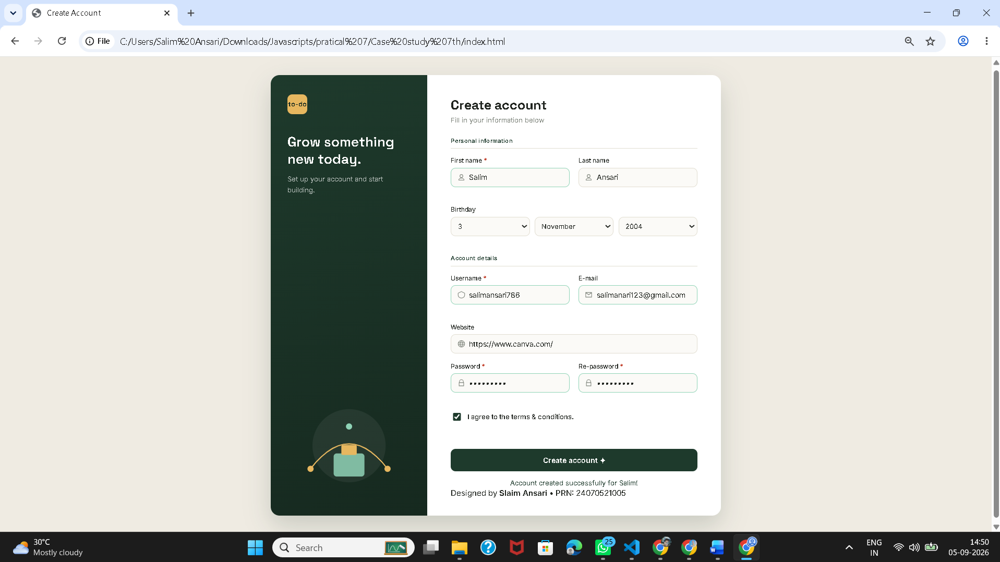 Create Account
File
C:/Users/Salim%20Ansari/Downloads/Javascripts/pratical%207/Case%20study%207th/index.html
to-do
Grow something
new today.
Set up your account and start
building.
Create account
Fill in your information below
Personal information
First name * Last name
Salim Ansari
Birthday
3 November 2004
Account details
Username * E-mail
salimansari786 salimanari123@gmail.com
Website
https://www.canva.com/
Password * Re-password *
••••••••• •••••••••
I agree to the terms & conditions.
Create account ✦
Account created successfully for Salim!
Designed by Slaim Ansari • PRN: 24070521005
30°C
Mostly cloudy
Search
25
W
ENG
IN
14:50
05-09-2026